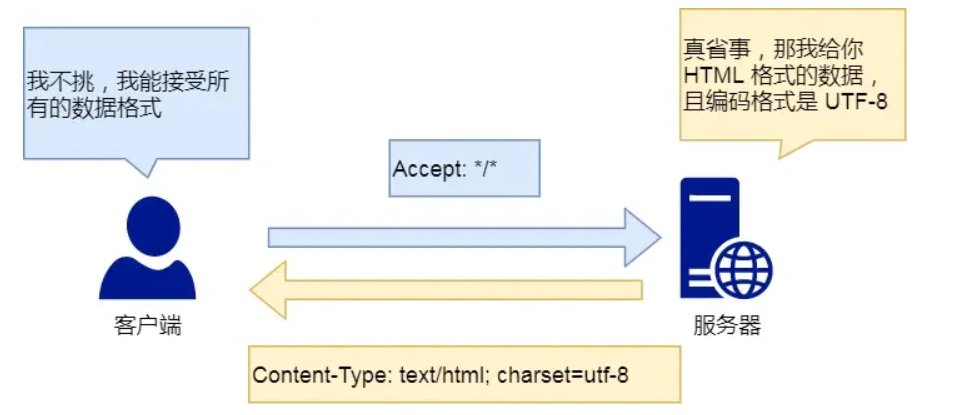 我不挑，我能接受所
有的数据格式
真省事，那我给你
HTML 格式的数据，
且编码格式是 UTF-8
Accept: */*
客户端
服务器
Content-Type: text/html; charset=utf-8